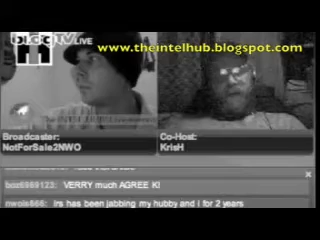 BLOGTV LIVE
www.theintelhub.blogspot.com
Broadcaster:
NotForSale2NWO
Co-Host:
KrisH
VERRY much AGREE KI
irs has been jabbing my hubby and i for 2 years